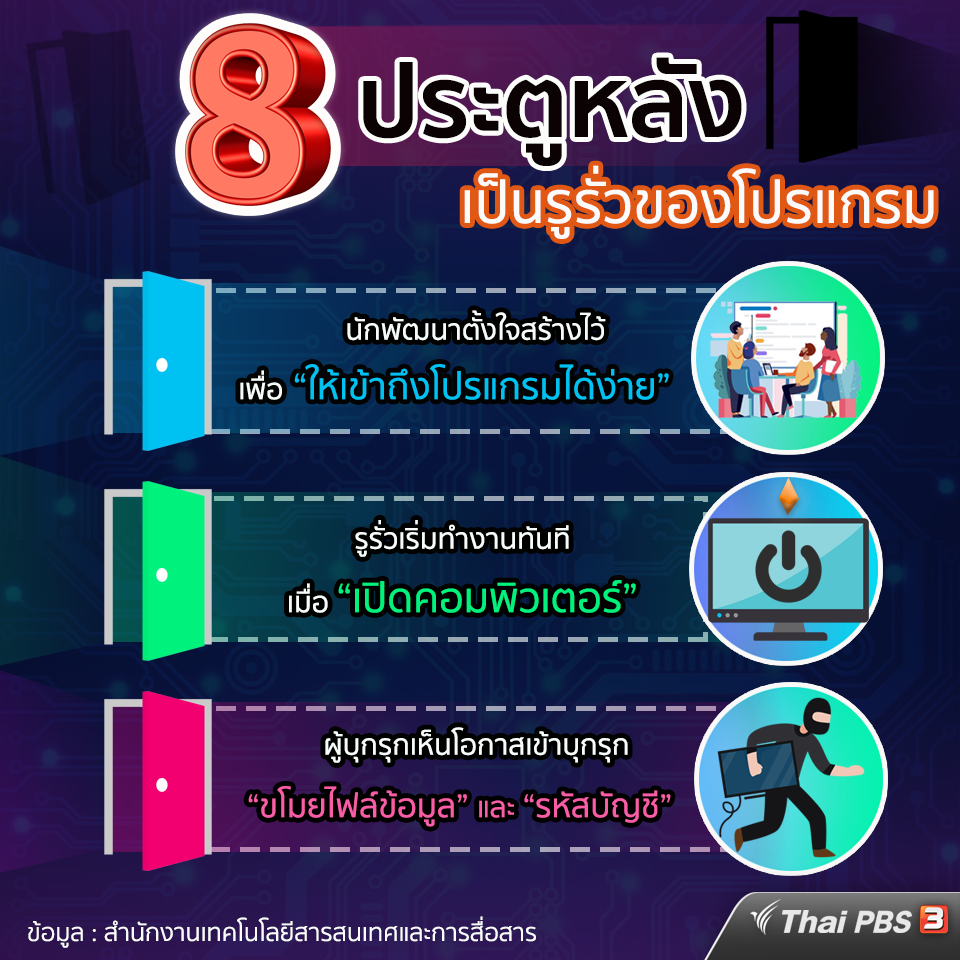 8 ประตูหลัง
เป็นรูรั่วของโปรแกรม
นักพัฒนาตั้งใจสร้างไว้
เพื่อ “ให้เข้าถึงโปรแกรมได้ง่าย”
รูรั่วเริ่มทำงานทันที
เมื่อ “เปิดคอมพิวเตอร์”
ผู้บุกรุกเห็นโอกาสเข้าบุกรุก
“ขโมยไฟล์ข้อมูล” และ “รหัสบัญชี”
ข้อมูล : สำนักงานเทคโนโลยีสารสนเทศและการสื่อสาร
Thai PBS 3